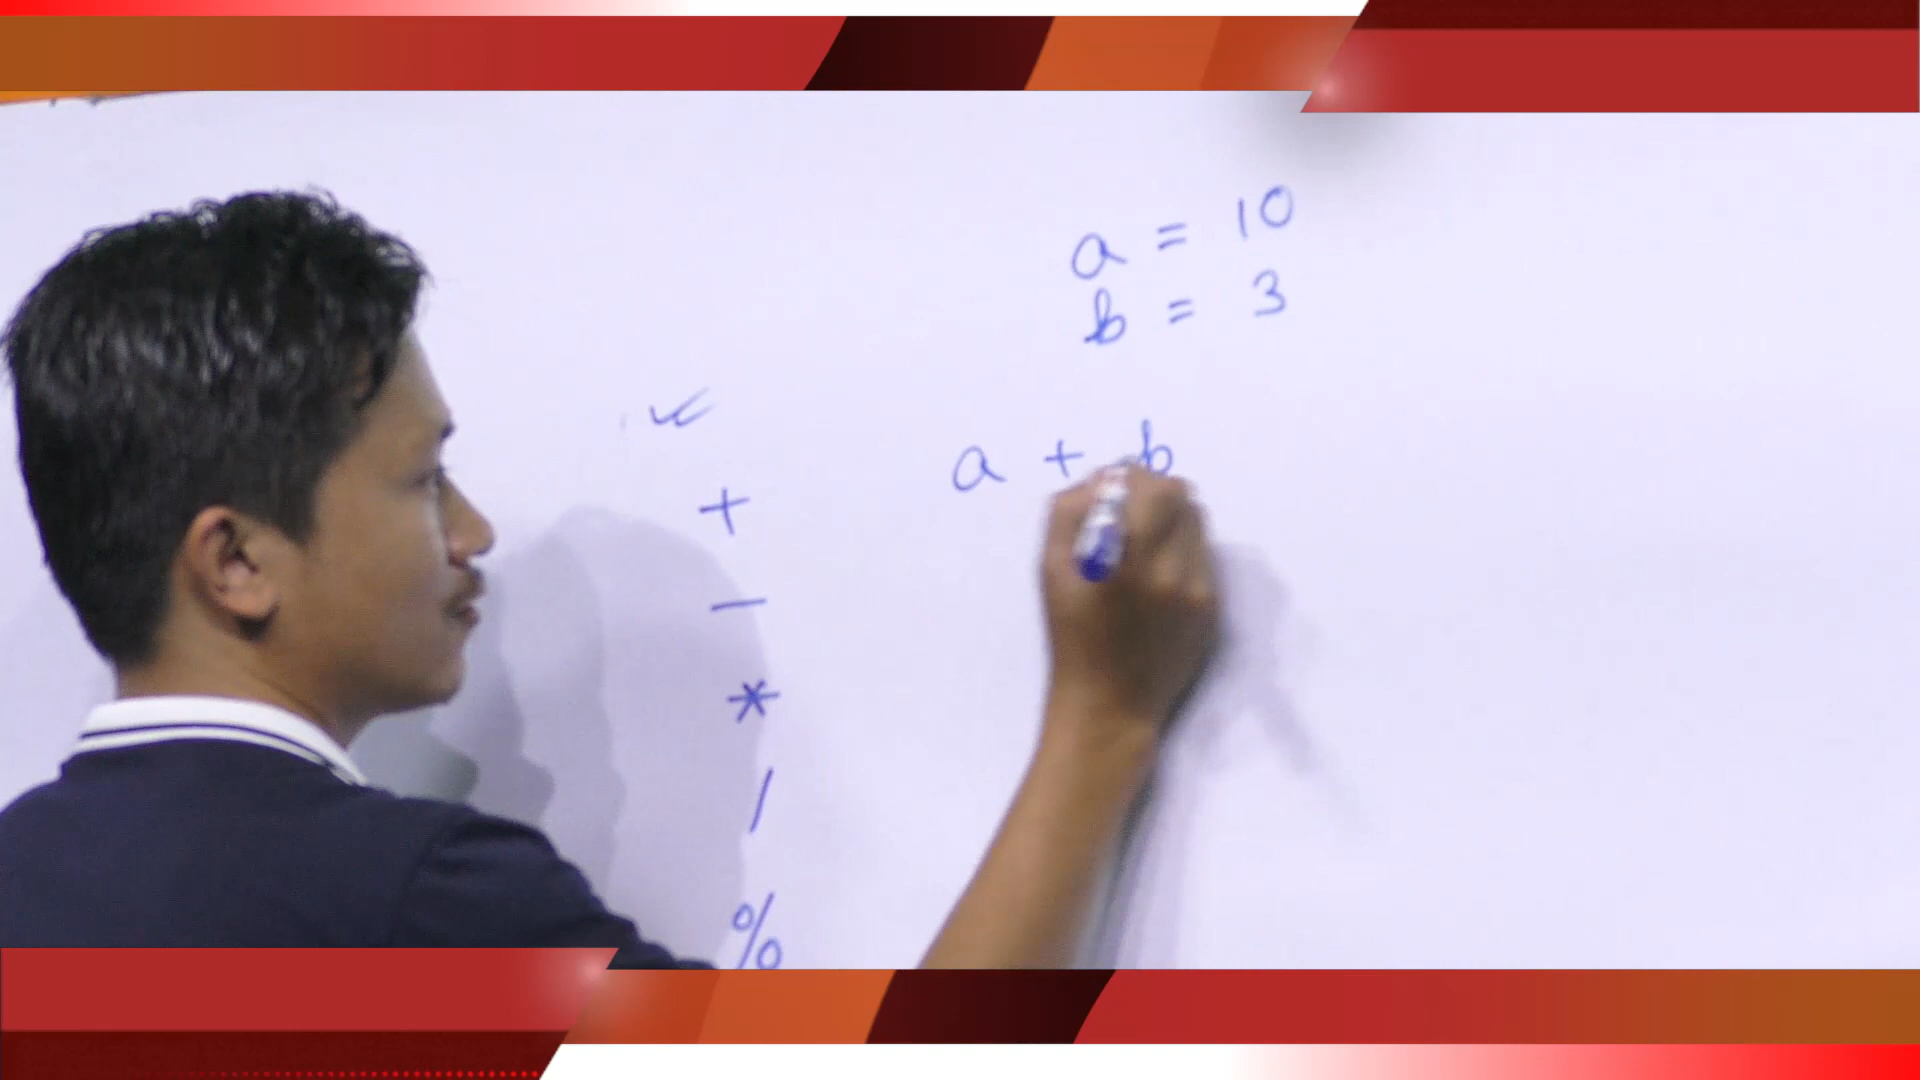 a = 10
b = 3
a + b
+
-
*
/
%